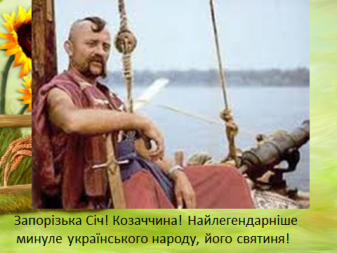 Запорізька Січ! Козаччина! Найлегендарніше
минуле українського народу, його святиня!